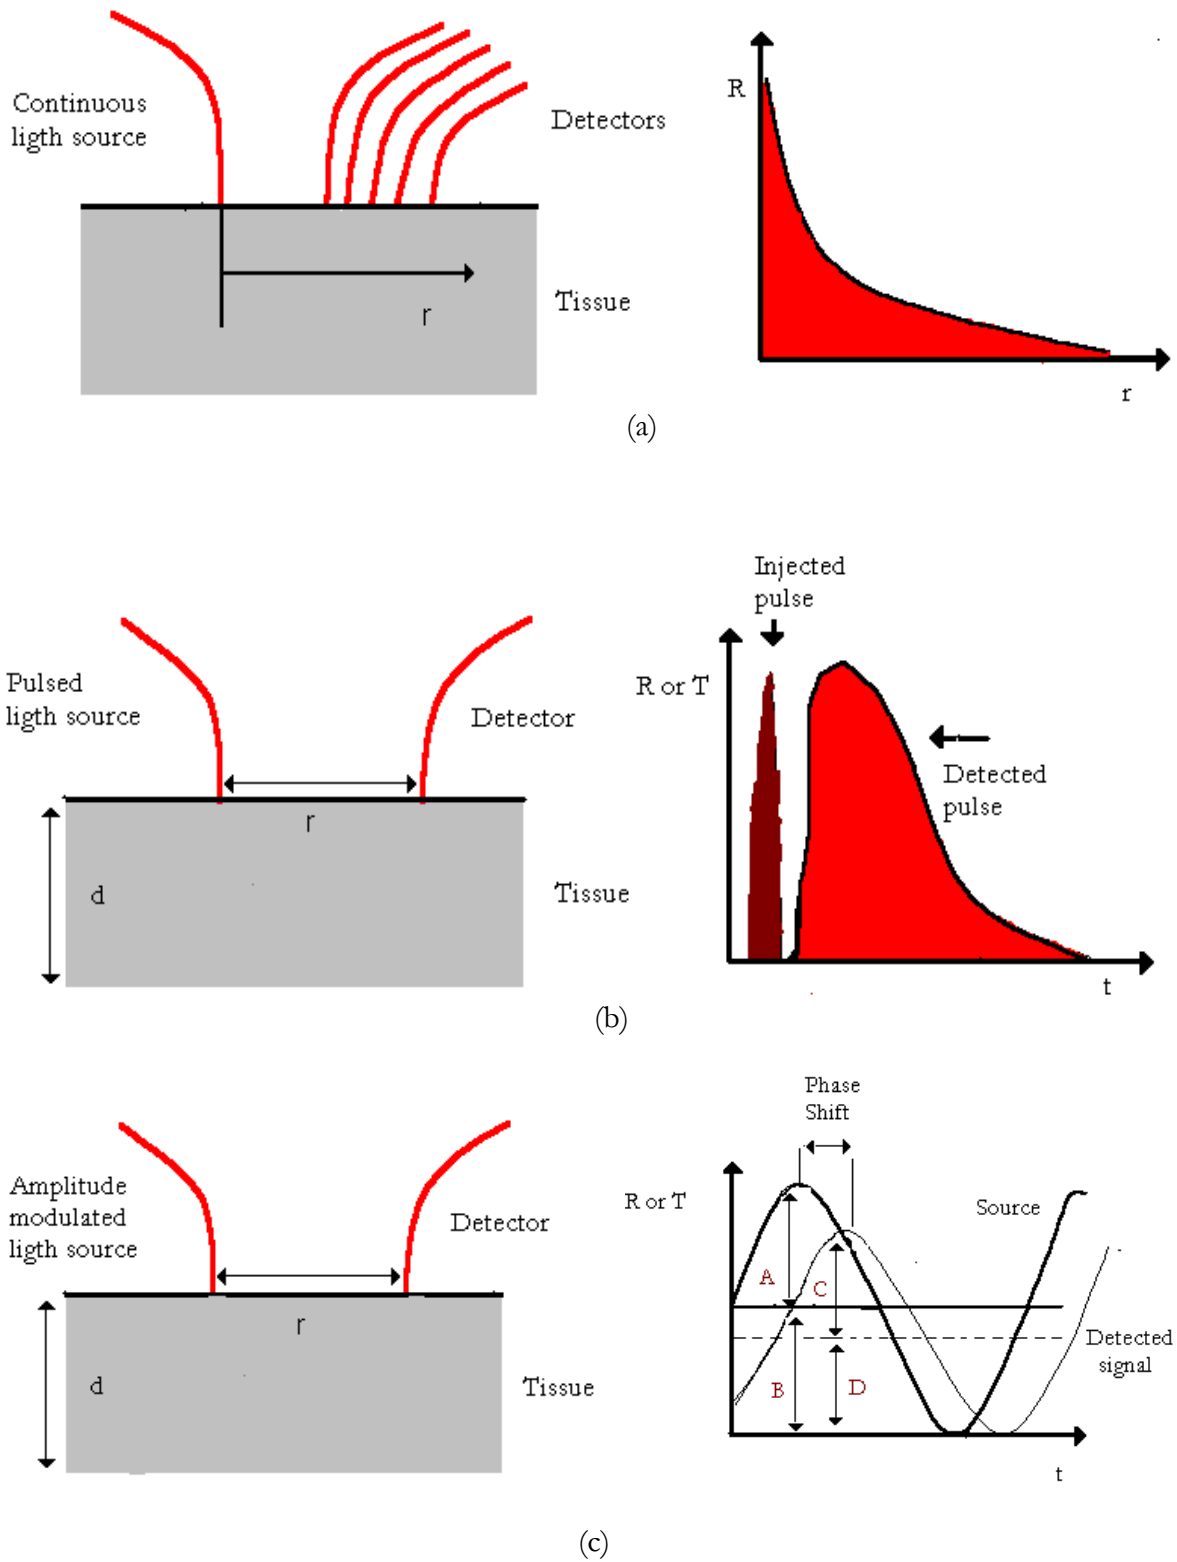 Continuous
ligth source
Detectors
Tissue
r
R
r
(a)
Injected
pulse
Pulsed
ligth source
Detector
r
d
Tissue
R or T
Detected
pulse
t
(b)
Phase
Shift
Amplitude
modulated
ligth source
Detector
r
d
Tissue
R or T
Source
A
C
B
D
Detected
signal
t
(c)